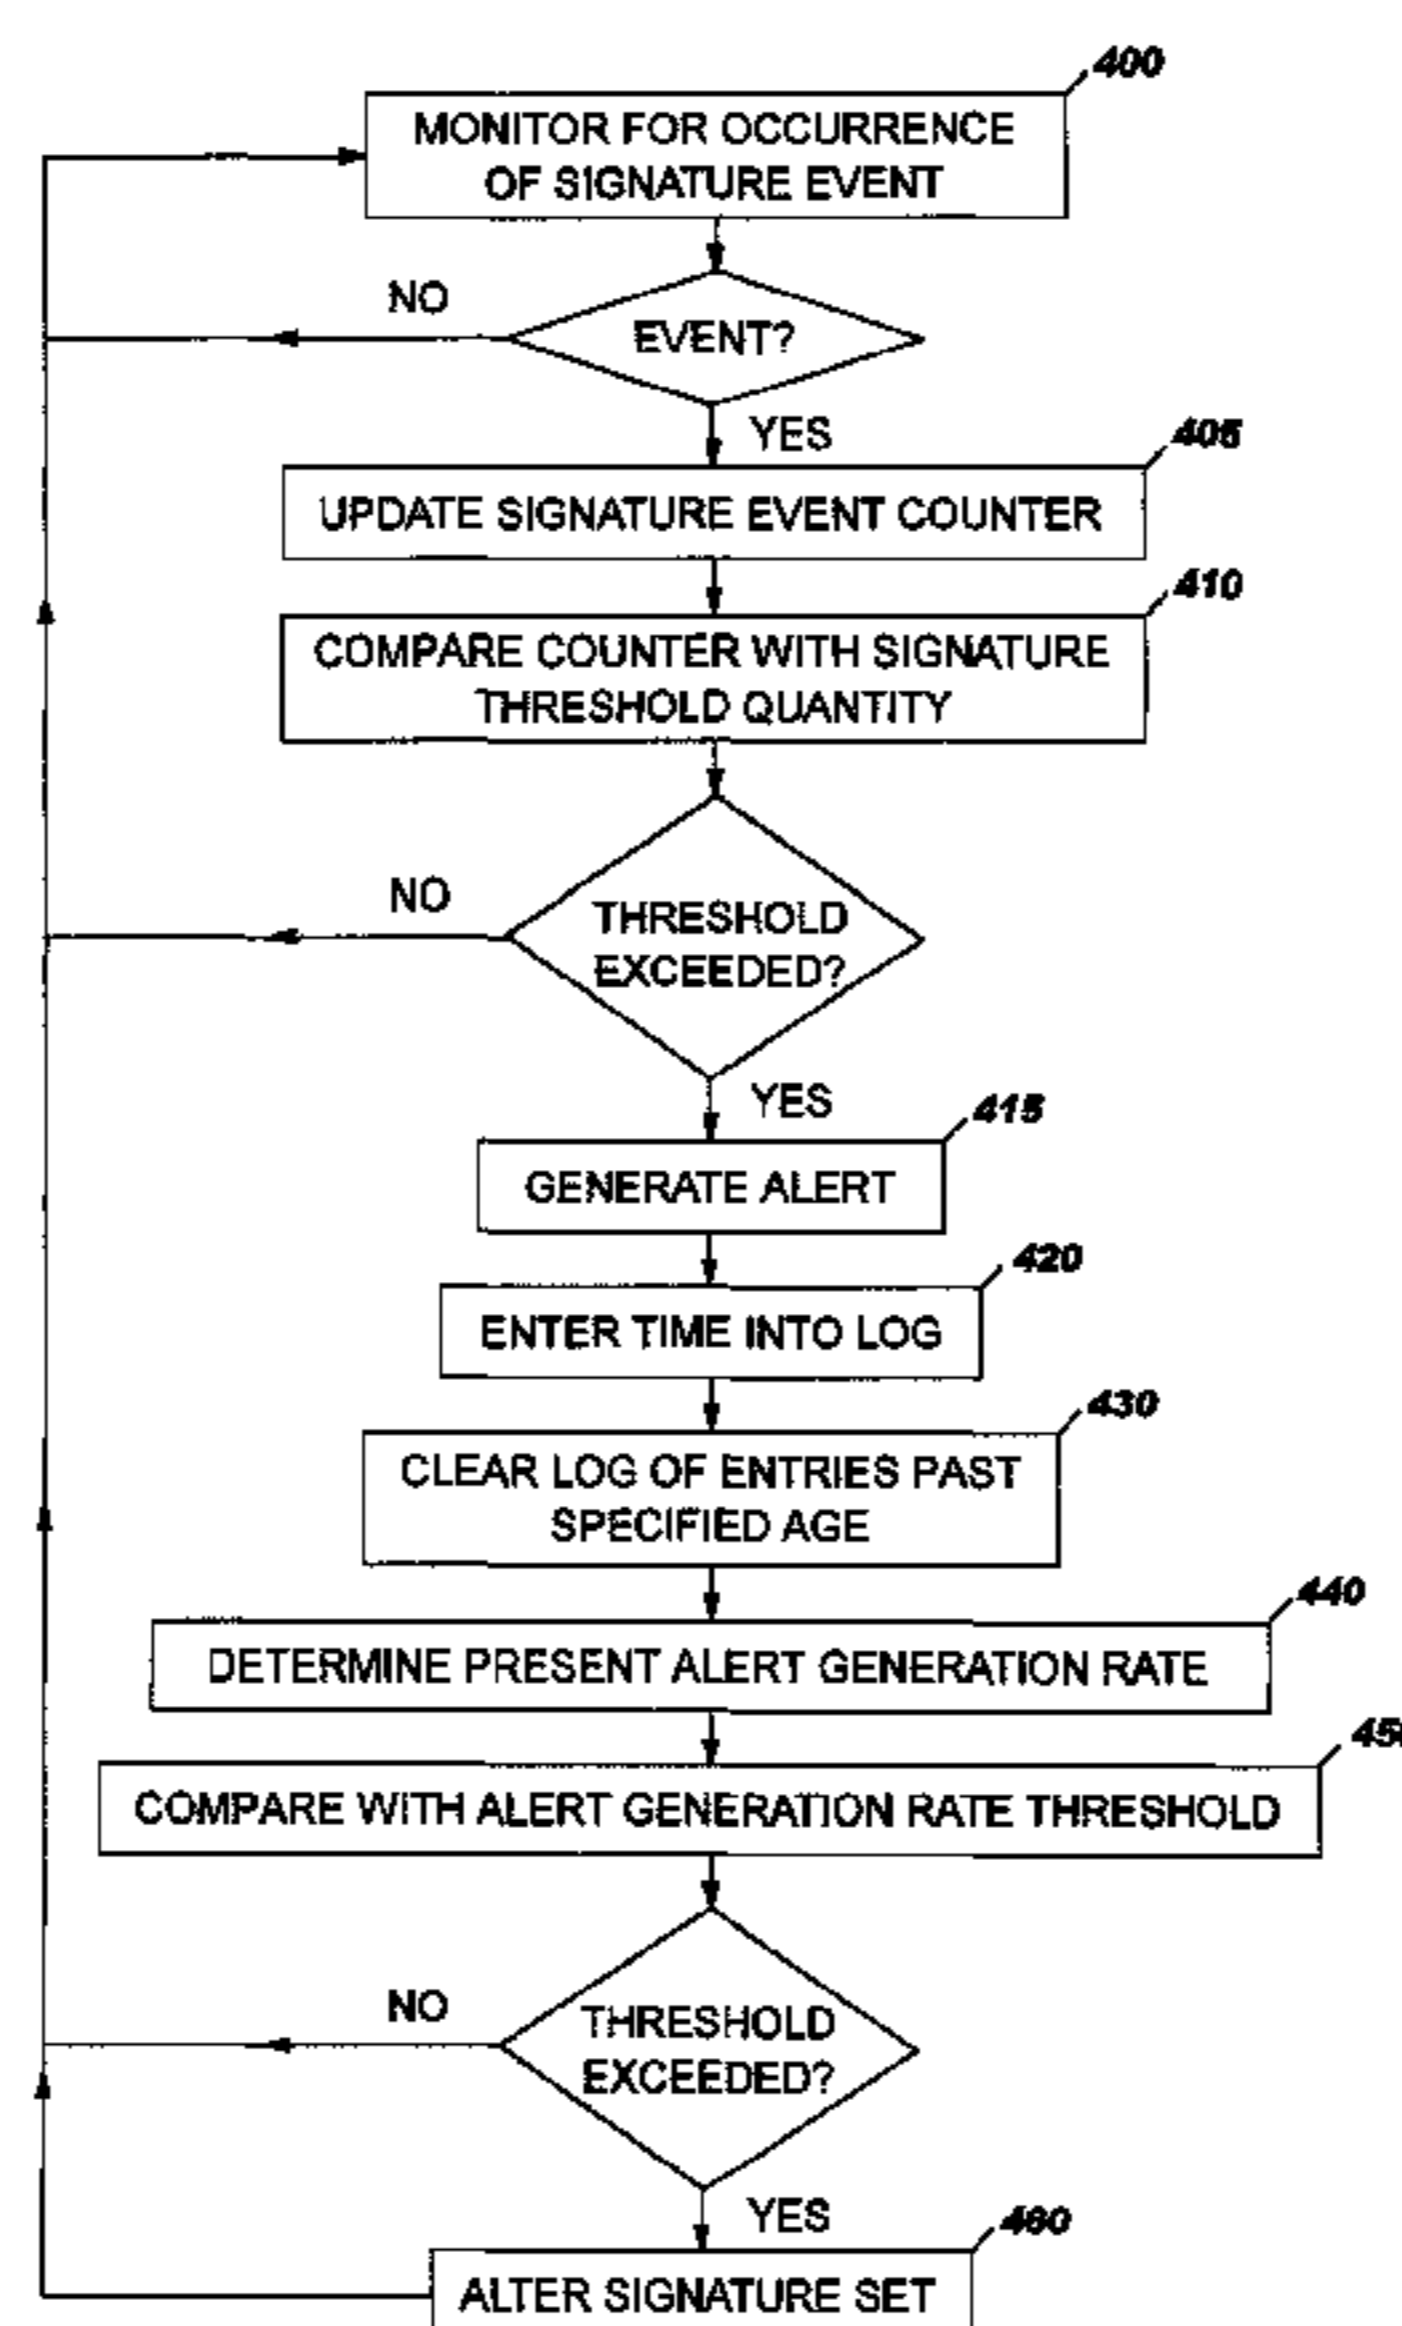 400
MONITOR FOR OCCURRENCE
OF SIGNATURE EVENT
NO
EVENT?
YES
405
UPDATE SIGNATURE EVENT COUNTER
410
COMPARE COUNTER WITH SIGNATURE
THRESHOLD QUANTITY
NO
THRESHOLD
EXCEEDED?
YES
415
GENERATE ALERT
420
ENTER TIME INTO LOG
430
CLEAR LOG OF ENTRIES PAST
SPECIFIED AGE
440
DETERMINE PRESENT ALERT GENERATION RATE
450
COMPARE WITH ALERT GENERATION RATE THRESHOLD
NO
THRESHOLD
EXCEEDED?
YES
460
ALTER SIGNATURE SET